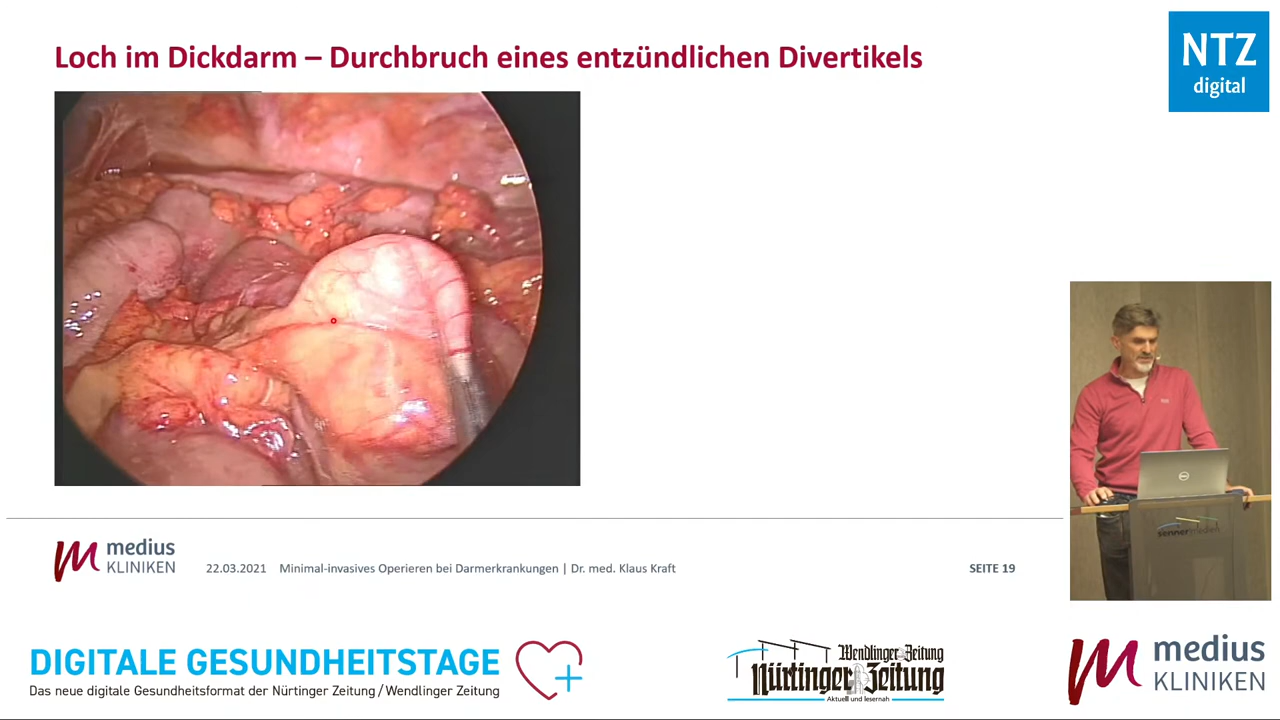 Loch im Dickdarm – Durchbruch eines entzündlichen Divertikels
NTZ
digital
medius
KLINIKEN
22.03.2021 Minimal-invasives Operieren bei Darmerkrankungen | Dr. med. Klaus Kraft
SEITE 19
DELL
sennermedien
DIGITALE GESUNDHEITSTAGE
Das neue digitale Gesundheitsformat der Nürtinger Zeitung / Wendlinger Zeitung
Wendlinger Zeitung
Nürtinger Zeitung
Aktuell und lesernah
medius
KLINIKEN